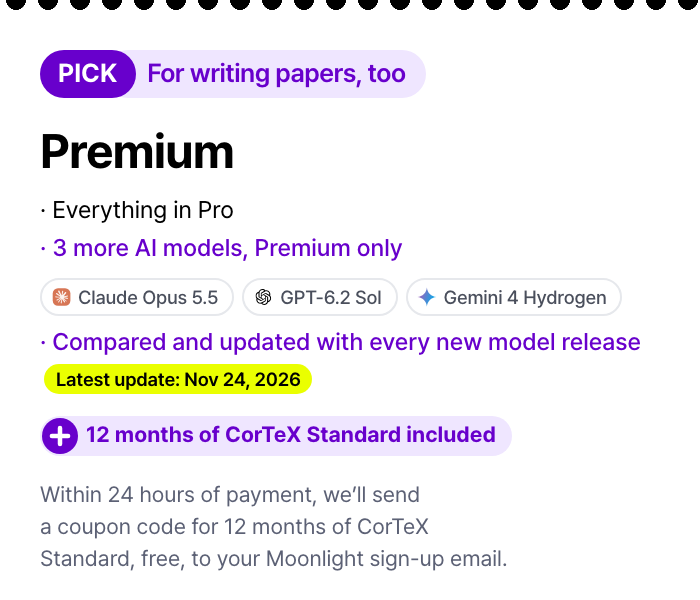 PICK For writing papers, too
Premium
· Everything in Pro
· 3 more AI models, Premium only
Claude Opus 5.5 GPT-6.2 Sol Gemini 4 Hydrogen
· Compared and updated with every new model release
Latest update: Nov 24, 2026
12 months of CorTeX Standard included
Within 24 hours of payment, we’ll send
a coupon code for 12 months of CorTeX
Standard, free, to your Moonlight sign-up email.